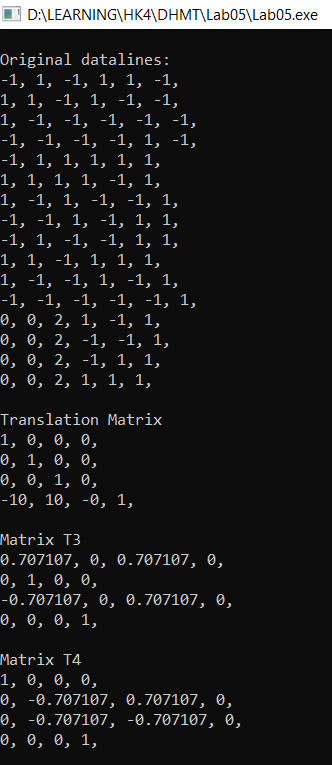 D:\LEARNING\HK4\DHMT\Lab05\Lab05.exe
Original datalines:
-1, 1, -1, 1, 1, -1,
1, 1, -1, 1, -1, -1,
1, -1, -1, -1, -1, -1,
-1, -1, -1, -1, 1, -1,
-1, 1, 1, 1, 1, 1,
1, 1, 1, 1, -1, 1,
1, -1, 1, -1, -1, 1,
-1, -1, 1, -1, 1, 1,
-1, 1, -1, -1, 1, 1,
1, 1, -1, 1, 1, 1,
1, -1, -1, 1, -1, 1,
-1, -1, -1, -1, -1, 1,
0, 0, 2, 1, -1, 1,
0, 0, 2, -1, -1, 1,
0, 0, 2, -1, 1, 1,
0, 0, 2, 1, 1, 1,
Translation Matrix
1, 0, 0, 0,
0, 1, 0, 0,
0, 0, 1, 0,
-10, 10, -0, 1,
Matrix T3
0.707107, 0, 0.707107, 0,
0, 1, 0, 0,
-0.707107, 0, 0.707107, 0,
0, 0, 0, 1,
Matrix T4
1, 0, 0, 0,
0, -0.707107, 0.707107, 0,
0, -0.707107, -0.707107, 0,
0, 0, 0, 1,